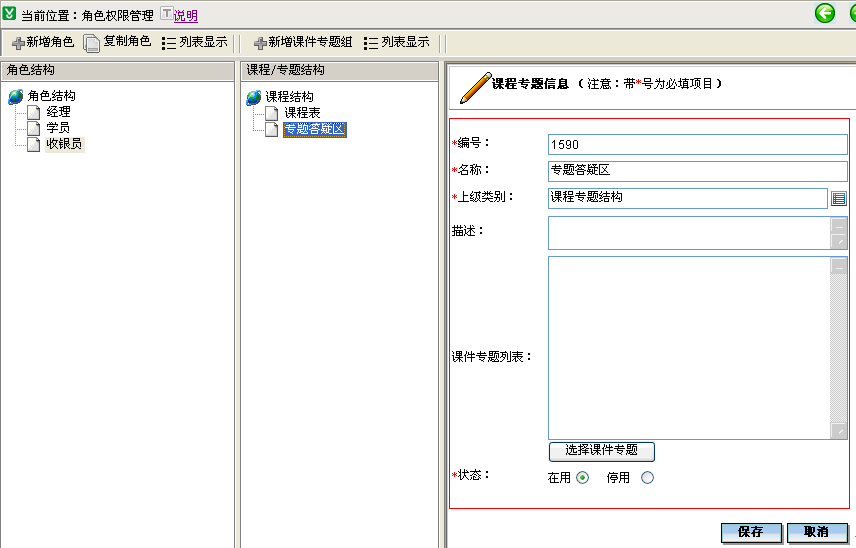 当前位置：角色权限管理 T说明
新增角色 复制角色 列表显示 新增课件专题组 列表显示
角色结构
角色结构
经理
学员
收银员
课程/专题结构
课程结构
课程表
专题答疑区
课程专题信息（注意：带*号为必填项目）
*编号： 1590
*名称： 专题答疑区
*上级类别： 课程专题结构
描述：
课件专题列表：
选择课件专题
*状态： 在用 停用
保存 取消